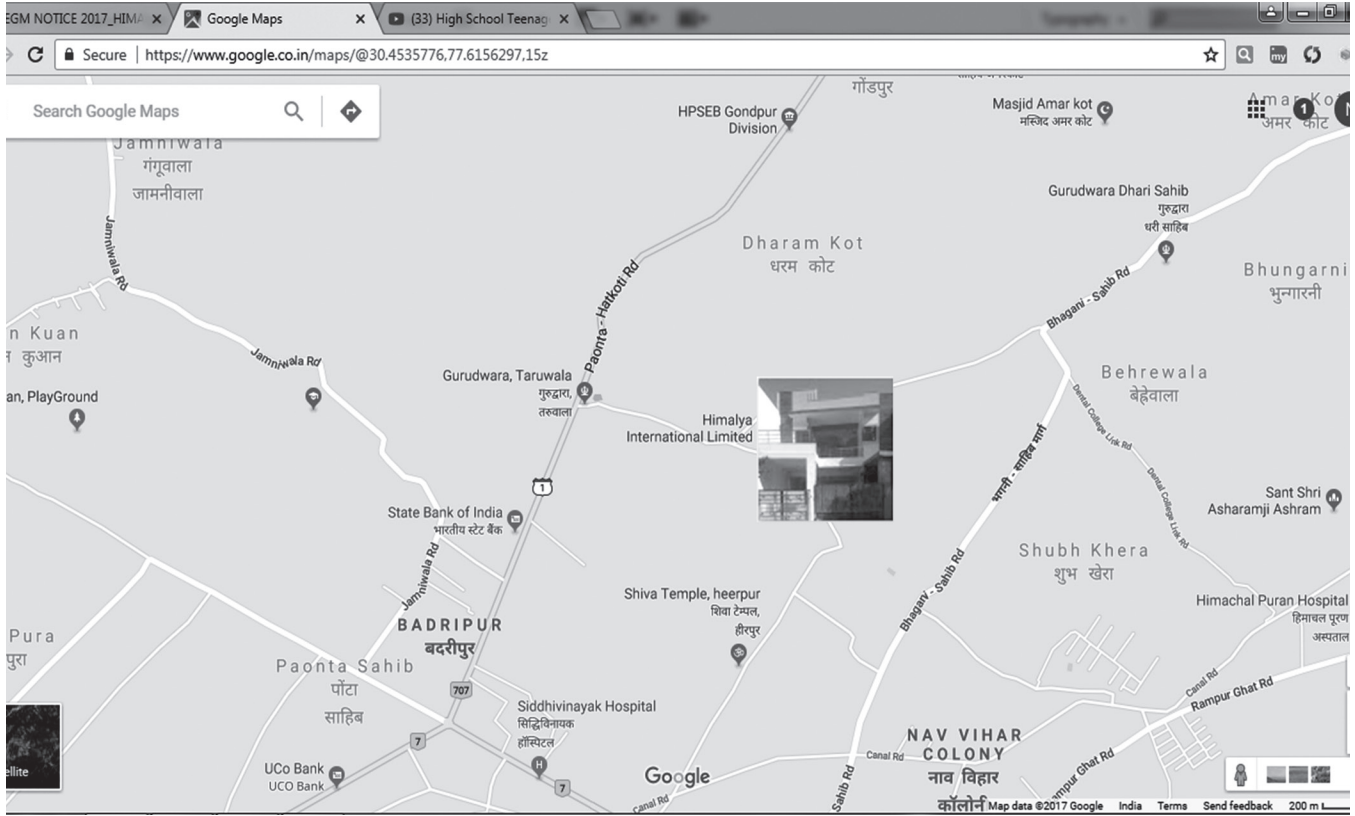 EGM NOTICE 2017_HIMA
Google Maps
(33) High School Teenag
Secure
https://www.google.co.in/maps/@30.4535776,77.6156297,15z
my
Search Google Maps
गोंडपुर
HPSEB Gondpur
Division
Masjid Amar kot
मस्जिद अमर कोट
Amar Ko
अमर कोट
1
Jamniwala
गंगूवाला
जामनीवाला
Gurudwara Dhari Sahib
गुरुद्वारा
धरी साहिब
Jamniwala Rd
Dharam Kot
धरम कोट
Paonta - Hatkoti Rd
Bhagani - Sahib Rd
Bhungarni
भुन्गारनी
n Kuan
कुआन
Jamniwala Rd
an, PlayGround
Gurudwara, Taruwala
गुरुद्वारा,
तरुवाला
Himalya
International Limited
Behrewala
बेह्रेवाला
Dental College Link Rd
भगनी - साहिब मार्ग
1
State Bank of India
भारतीय स्टेट बैंक
Dental College Link Rd
Sant Shri
Asharamji Ashram
Jamniwala Rd
Shubh Khera
शुभ खेरा
Bhagani - Sahib Rd
Shiva Temple, heerpur
शिवा टेम्पल,
हीरपुर
Himachal Puran Hospital
हिमाचल पूरण
अस्पताल
BADRIPUR
बदरीपुर
Pura
पुरा
Paonta Sahib
पोंटा
साहिब
707
Canal Rd
Rampur Ghat Rd
Siddhivinayak Hospital
सिद्धिविनायक
हॉस्पिटल
H
7
7
NAV VIHAR
COLONY
नाव विहार
कॉलोनी
Canal Rd
ampur Ghat Rd
Sahib Rd
ellite
UCo Bank
UCO Bank
Google
Canal Rd
Map data ©2017 Google
India
Terms
Send feedback
200 m